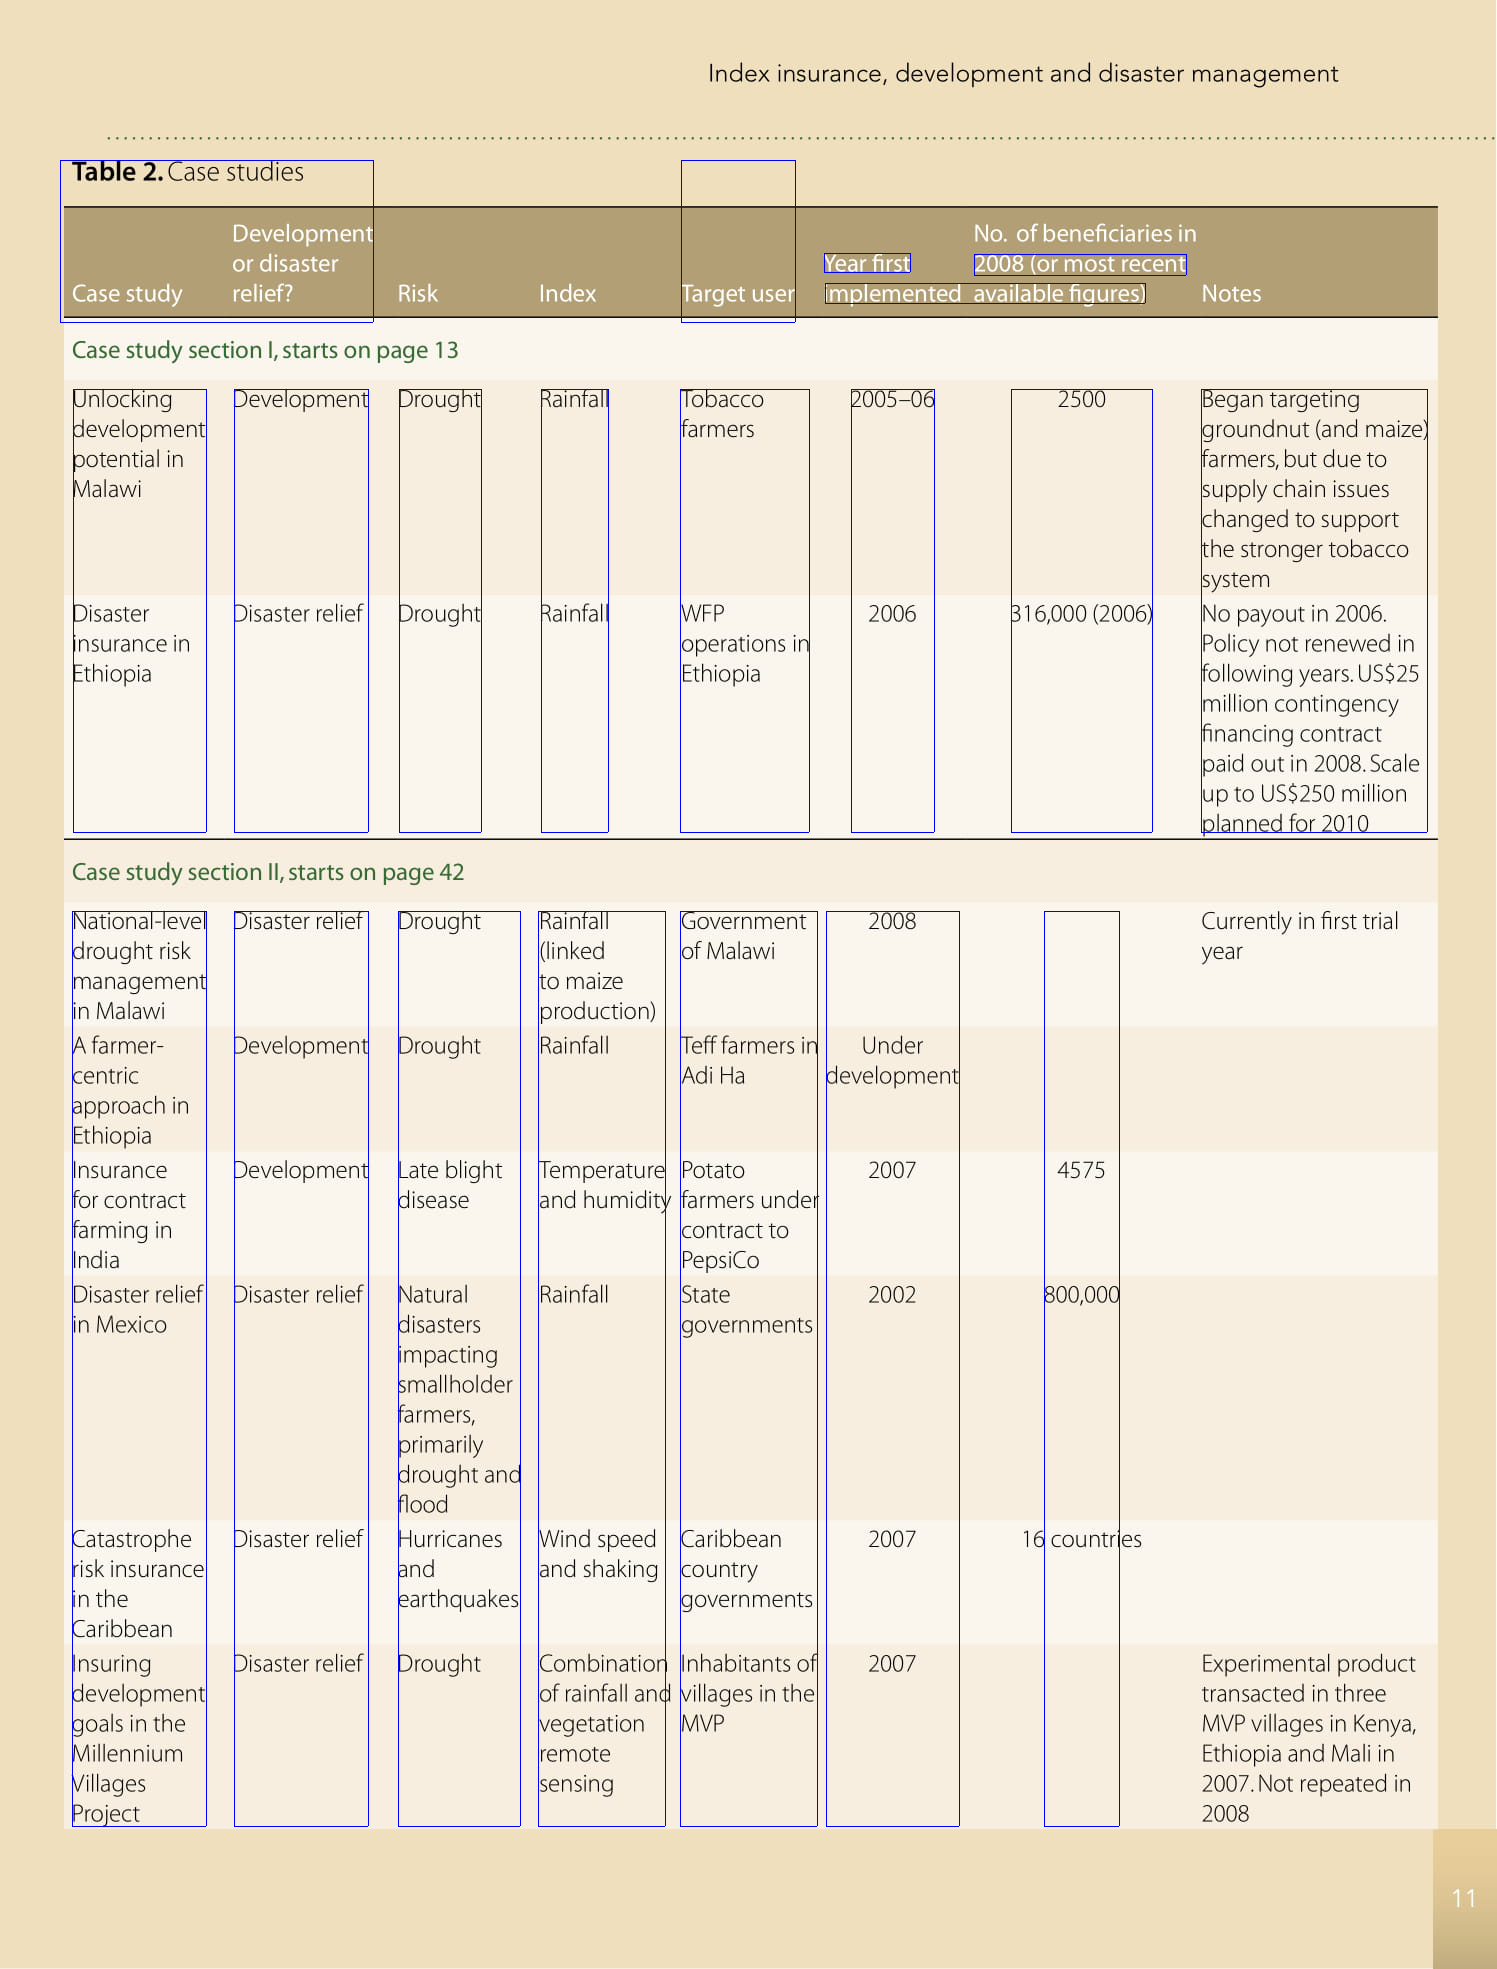 Index insurance, development and disaster management
Table 2. Case studies
Case study
Development
or disaster
relief?
Risk
Index
Target user
Year first
implemented
No. of beneficiaries in
2008 (or most recent
available figures)
Notes
Case study section I, starts on page 13
Unlocking
development
potential in
Malawi
Development
Drought
Rainfall
Tobacco
farmers
2005–06
2500
Began targeting
groundnut (and maize)
farmers, but due to
supply chain issues
changed to support
the stronger tobacco
system
Disaster
insurance in
Ethiopia
Disaster relief
Drought
Rainfall
WFP
operations in
Ethiopia
2006
316,000 (2006)
No payout in 2006.
Policy not renewed in
following years. US$25
million contingency
financing contract
paid out in 2008. Scale
up to US$250 million
planned for 2010
Case study section II, starts on page 42
National-level
drought risk
management
in Malawi
Disaster relief
Drought
Rainfall
(linked
to maize
production)
Government
of Malawi
2008
Currently in first trial
year
A farmer-
centric
approach in
Ethiopia
Development
Drought
Rainfall
Teff farmers in
Adi Ha
Under
development
Insurance
for contract
farming in
India
Development
Late blight
disease
Temperature
and humidity
Potato
farmers under
contract to
PepsiCo
2007
4575
Disaster relief
in Mexico
Disaster relief
Natural
disasters
impacting
smallholder
farmers,
primarily
drought and
flood
Rainfall
State
governments
2002
800,000
Catastrophe
risk insurance
in the
Caribbean
Disaster relief
Hurricanes
and
earthquakes
Wind speed
and shaking
Caribbean
country
governments
2007
16 countries
Insuring
development
goals in the
Millennium
Villages
Project
Disaster relief
Drought
Combination
of rainfall and
vegetation
remote
sensing
Inhabitants of
villages in the
MVP
2007
Experimental product
transacted in three
MVP villages in Kenya,
Ethiopia and Mali in
2007. Not repeated in
2008
11